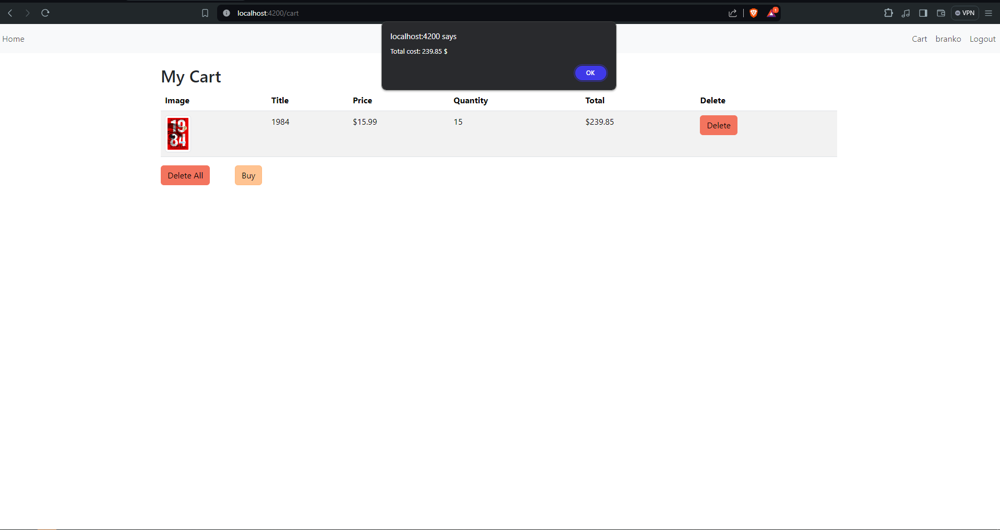 localhost:4200/cart
1
VPN
localhost:4200 says
Total cost: 239.85 $
OK
Home
Cart branko Logout
My Cart
Image Title Price Quantity Total Delete
19
84
1984 $15.99 15 $239.85 Delete
Delete All Buy